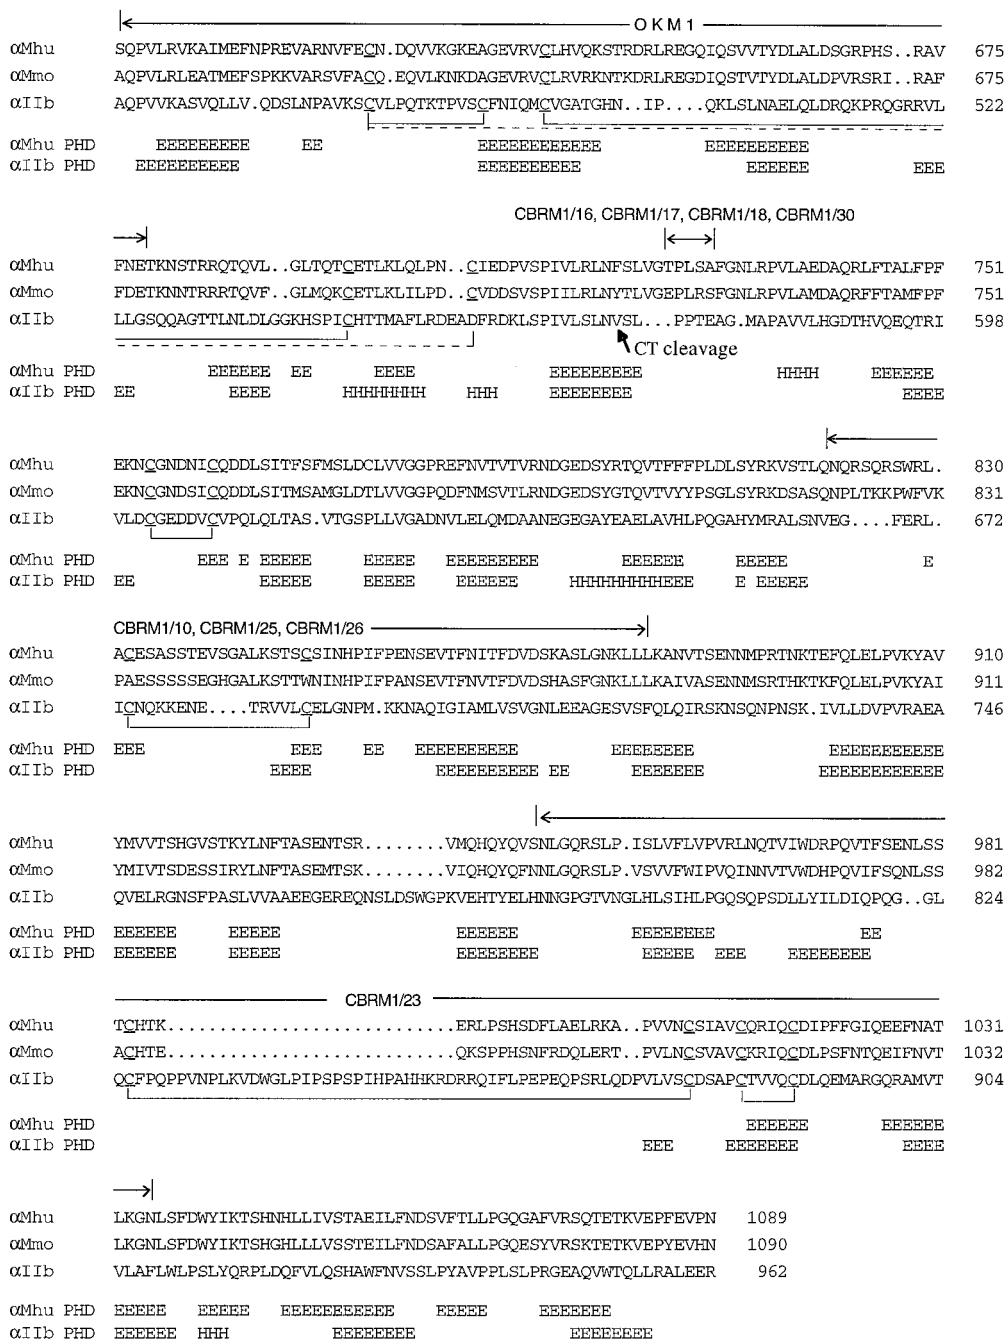 OKM1
αMhu SQPVLRVKAIMEFNPREVARNVFECN.DQVVKGKEAGEVRVCLHVQKSTRDRLREGQIQSVVTYDLALDSGRPHS..RAV 675
αMmo AQPVLRLEATMEFSPKKVARSVFACQ.EQVLKNKDAGEVRVCLRVRKNTKDRLREGDIQSTVTYDLALDPVRSRI..RAF 675
αIIb AQPVVKASVQLLV.QDSLNPAVKSCVLPQTKTPVSCFNIQMCVGATGHN..IP....QKLSLNAELQLDRQKPRQGRRVL 522
αMhu PHD EEEEEEEEE EE EEEEEEEEEEEE EEEEEEEEEE
αIIb PHD EEEEEEEEEE EEEEEEEEEE EEEEEE EEE
CBRM1/16, CBRM1/17, CBRM1/18, CBRM1/30
αMhu FNETKNSTRRQTQVL..GLTQTCETLKLQLPN..CIEDPVSPIVLRLNFSLVGTPLSAFGNLRPVLAEDAQRLFTALFPF 751
αMmo FDETKNNTRRRTQVF..GLMQKCETLKLILPD..CVDDSVSPIILRLNYTLVGEPLRSFGNLRPVLAMDAQRFFTAMFPF 751
αIIb LLGSQQAGTTLNLDLGGKHSPICHTTMAFLRDEADFRDKLSPIVLSLNVSL...PPTEAG.MAPAVVLHGDTHVQEQTRI 598
CT cleavage
αMhu PHD EEEEEE EE EEEE EEEEEEEEE HHHH EEEEEE
αIIb PHD EE EEEE HHHHHHHH HHH EEEEEEEE EEEE
αMhu EKNCGNDNICQDDLSITFSFMSLDCLVVGGPREFNVTVTVRNDGEDSYRTQVTFFFPLDLSYRKVSTLQNQRSQRSWRL. 830
αMmo EKNCGNDSICQDDLSITMSAMGLDTLVVGGPQDFNMSVTLRNDGEDSYGTQVTVYYPSGLSYRKDSASQNPLTKKPWFVK 831
αIIb VLDCGEDDVCVPQLQLTAS.VTGSPLLVGADNVLELQMDAANEGEGAYEAELAVHLPQGAHYMRALSNVEG....FERL. 672
αMhu PHD EEE E EEEEE EEEEE EEEEEEEEE EEEEEE EEEEE E
αIIb PHD EE EEEEE EEEEE EEEEEE HHHHHHHHHEEE E EEEEE
CBRM1/10, CBRM1/25, CBRM1/26
αMhu ACESASSTEVSGALKSTSCSINHPIFPENSEVTFNITFDVDSKASLGNKLLLKANVTSENNMPRTNKTEFQLELPVKYAV 910
αMmo PAESSSSSEGHGALKSTTWNINHPIFPANSEVTFNVTFDVDSHASFGNKLLLKAIVASENNMSRTHKTKFQLELPVKYAI 911
αIIb ICNQKKENE....TRVVLCELGNPM.KKNAQIGIAMLVSVGNLEEAGESVSFQLQIRSKNSQNPNSK.IVLLDVPVRAEA 746
αMhu PHD EEE EEE EE EEEEEEEEEE EEEEEEEE EEEEEEEEEEE
αIIb PHD EEEE EEEEEEEEEE EE EEEEEEE EEEEEEEEEEEE
αMhu YMVVTSHGVSTKYLNFTASENTSR........VMQHQYQVSNLGQRSLP.ISLVFLVPVRLNQTVIWDRPQVTFSENLSS 981
αMmo YMIVTSDESSIRYLNFTASEMTSK........VIQHQYQFNNLGQRSLP.VSVVFWIPVQINNVTVWDHPQVIFSQNLSS 982
αIIb QVELRGNSFPASLVVAAEEGEREQNSLDSWGPKVEHTYELHNNGPGTVNGLHLSIHLPGQSQPSDLLYILDIQPQG..GL 824
αMhu PHD EEEEEE EEEEE EEEEEE EEEEEEEE EE
αIIb PHD EEEEEE EEEEE EEEEEEEE EEEEE EEE EEEEEEEE
CBRM1/23
αMhu TCHTK............................ERLPSHSDFLAELRKA..PVVNCSIAVCQRIQCDIPFFGIQEEFNAT 1031
αMmo ACHTE............................QKSPPHSNFRDQLERT..PVLNCSVAVCKRIQCDLPSFNTQEIFNVT 1032
αIIb QCFPQPPVNPLKVDWGLPIPSPSPIHPAHHKRDRRQIFLPEPEQPSRLQDPVLVSCDSAPCTVVQCDLQEMARGQRAMVT 904
αMhu PHD EEEEEE EEEEEE
αIIb PHD EEE EEEEEEE EEEE
αMhu LKGNLSFDWYIKTSHNHLLIVSTAEILFNDSVFTLLPGQGAFVRSQTETKVEPFEVPN 1089
αMmo LKGNLSFDWYIKTSHGHLLLVSSTEILFNDSAFALLPGQESYVRSKTETKVEPYEVHN 1090
αIIb VLAFLWLPSLYQRPLDQFVLQSHAWFNVSSLPYAVPPLSLPRGEAQVWTQLLRALEER 962
αMhu PHD EEEEE EEEEE EEEEEEEEEEE EEEEE EEEEEEE
αIIb PHD EEEEEE HHH EEEEEEEE EEEEEEEE